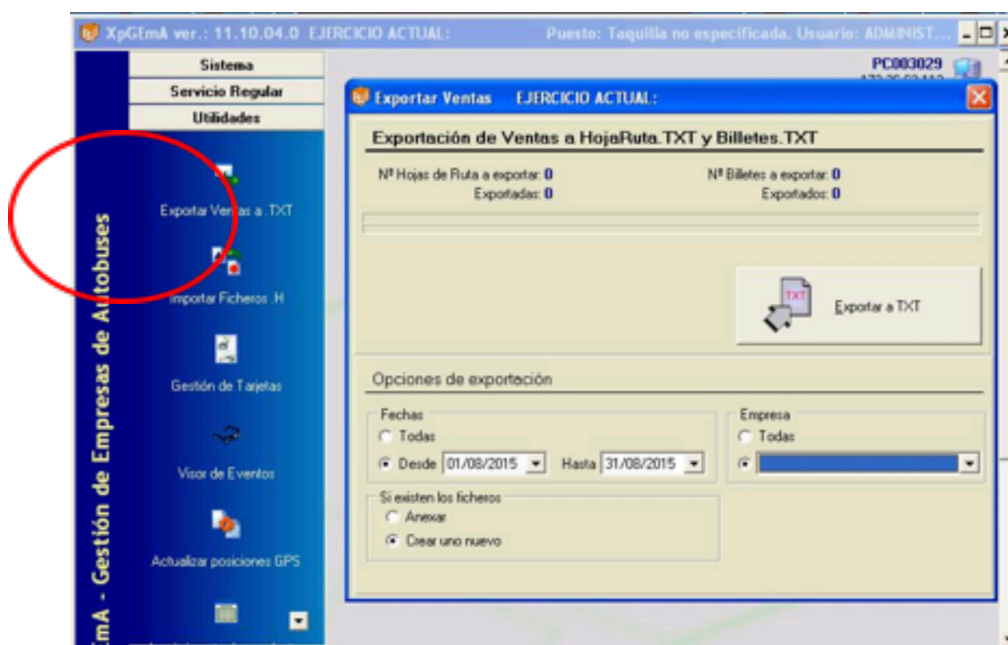 XpGEmA ver.: 11.10.04.0 EJERCICIO ACTUAL: Puesto: Taquilla no especificada. Usuario: ADMINIST...
PC003029
Sistema
Servicio Regular
Utilidades
Exportar Ventas a .TXT
Importar Ficheros .H
Gestión de Tarjetas
Visor de Eventos
Actualizar posiciones GPS
EmA - Gestión de Empresas de Autobuses
Exportar Ventas EJERCICIO ACTUAL:
Exportación de Ventas a HojaRuta.TXT y Billetes.TXT
Nº Hojas de Ruta a exportar: 0 Nº Billetes a exportar: 0
Exportadas: 0 Exportados: 0
TXT
Exportar a TXT
Opciones de exportación
Fechas Empresa
Todas Todas
Desde 01/08/2015 Hasta 31/08/2015
Si existen los ficheros
Anexar
Crear uno nuevo